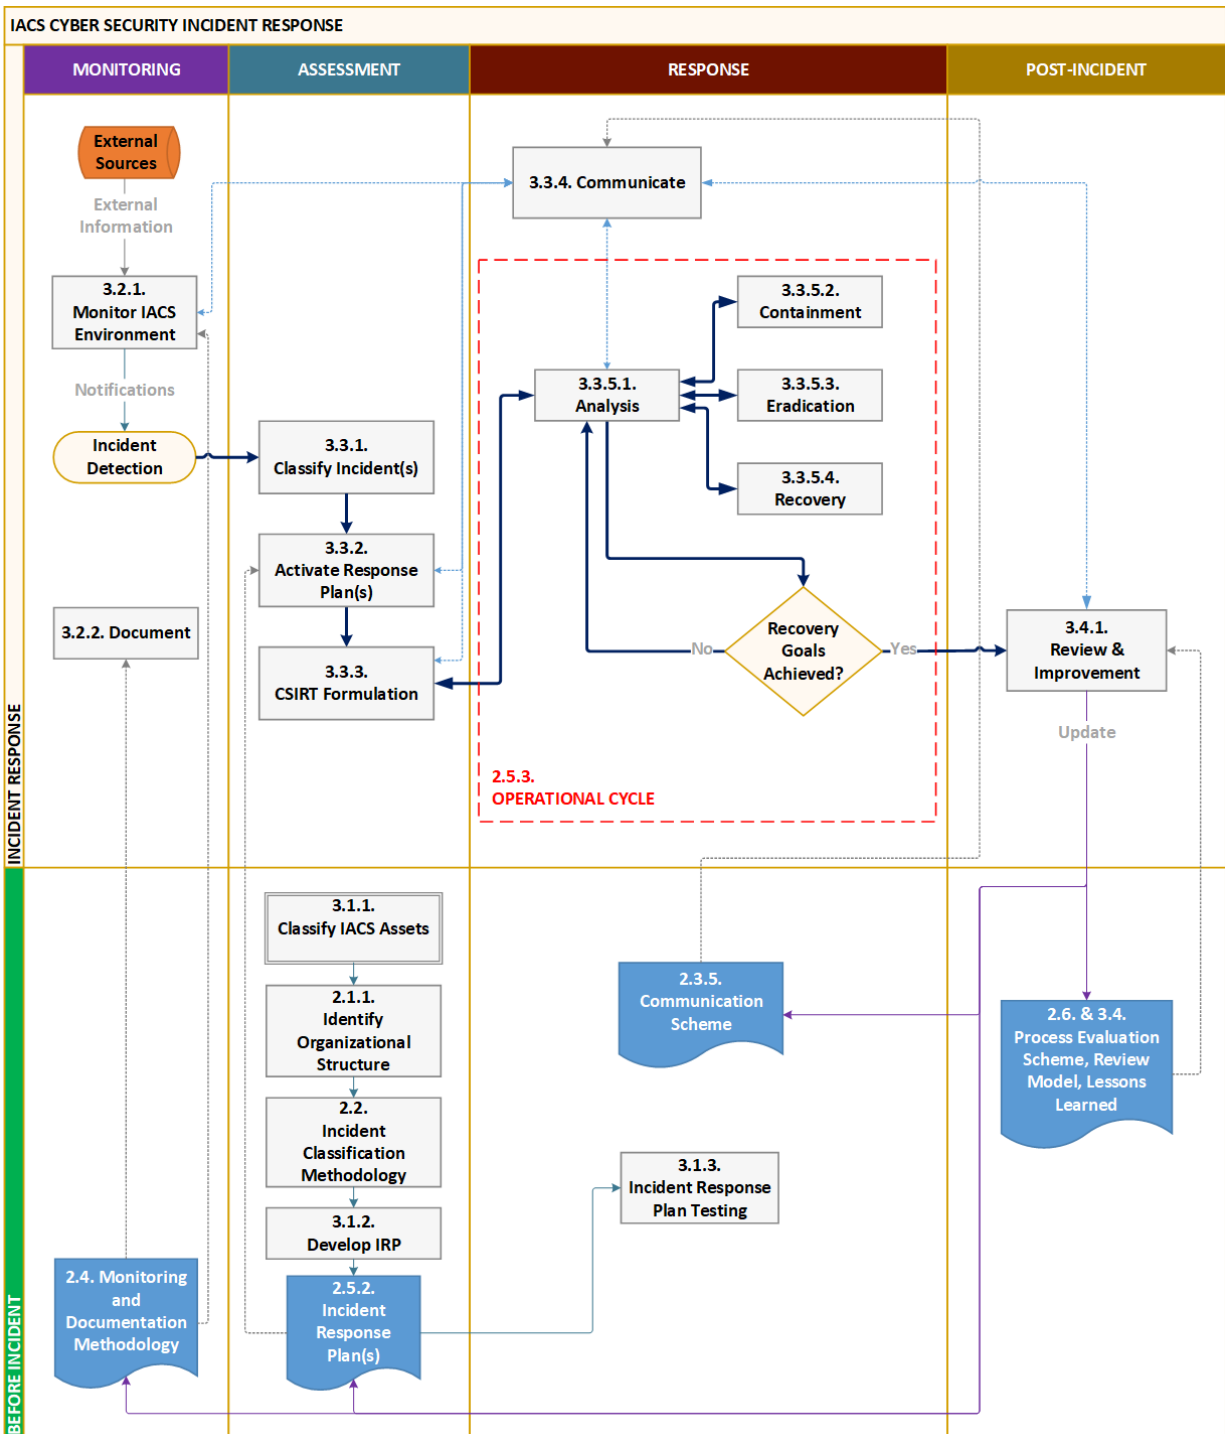 IACS CYBER SECURITY INCIDENT RESPONSE
MONITORING
ASSESSMENT
RESPONSE
POST-INCIDENT
INCIDENT RESPONSE
External
Sources
External
Information
3.2.1.
Monitor IACS
Environment
Notifications
Incident
Detection
3.2.2. Document
3.3.1.
Classify Incident(s)
3.3.2.
Activate Response
Plan(s)
3.3.3.
CSIRT Formulation
3.3.4. Communicate
3.3.5.1.
Analysis
3.3.5.2.
Containment
3.3.5.3.
Eradication
3.3.5.4.
Recovery
Recovery
Goals
Achieved?
No
Yes
2.5.3.
OPERATIONAL CYCLE
3.4.1.
Review &
Improvement
Update
BEFORE INCIDENT
2.4. Monitoring
and
Documentation
Methodology
3.1.1.
Classify IACS Assets
2.1.1.
Identify
Organizational
Structure
2.2.
Incident
Classification
Methodology
3.1.2.
Develop IRP
2.5.2.
Incident
Response
Plan(s)
2.3.5.
Communication
Scheme
3.1.3.
Incident Response
Plan Testing
2.6. & 3.4.
Process Evaluation
Scheme, Review
Model, Lessons
Learned